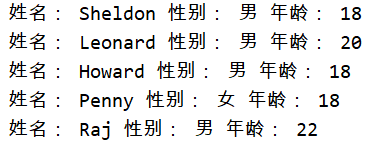 姓名： Sheldon 性别： 男 年龄： 18
姓名： Leonard 性别： 男 年龄： 20
姓名： Howard 性别： 男 年龄： 18
姓名： Penny 性别： 女 年龄： 18
姓名： Raj 性别： 男 年龄： 22